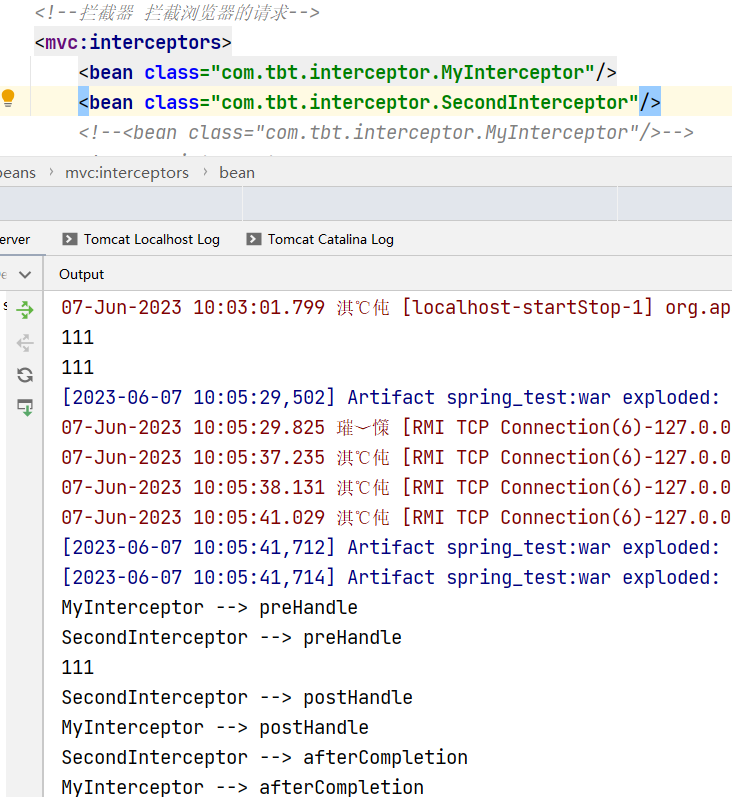 <!--拦截器 拦截浏览器的请求-->
<mvc:interceptors>
<bean class="com.tbt.interceptor.MyInterceptor"/>
<bean class="com.tbt.interceptor.SecondInterceptor"/>
<!--<bean class="com.tbt.interceptor.MyInterceptor"/>-->
beans › mvc:interceptors › bean
erver Tomcat Localhost Log Tomcat Catalina Log
Output
07-Jun-2023 10:03:01.799 淇℃伅 [localhost-startStop-1] org.ap
111
111
[2023-06-07 10:05:29,502] Artifact spring_test:war exploded:
07-Jun-2023 10:05:29.825 璀﹀憡 [RMI TCP Connection(6)-127.0.0
07-Jun-2023 10:05:37.235 淇℃伅 [RMI TCP Connection(6)-127.0.0
07-Jun-2023 10:05:38.131 淇℃伅 [RMI TCP Connection(6)-127.0.0
07-Jun-2023 10:05:41.029 淇℃伅 [RMI TCP Connection(6)-127.0.0
[2023-06-07 10:05:41,712] Artifact spring_test:war exploded:
[2023-06-07 10:05:41,714] Artifact spring_test:war exploded:
MyInterceptor --> preHandle
SecondInterceptor --> preHandle
111
SecondInterceptor --> postHandle
MyInterceptor --> postHandle
SecondInterceptor --> afterCompletion
MyInterceptor --> afterCompletion